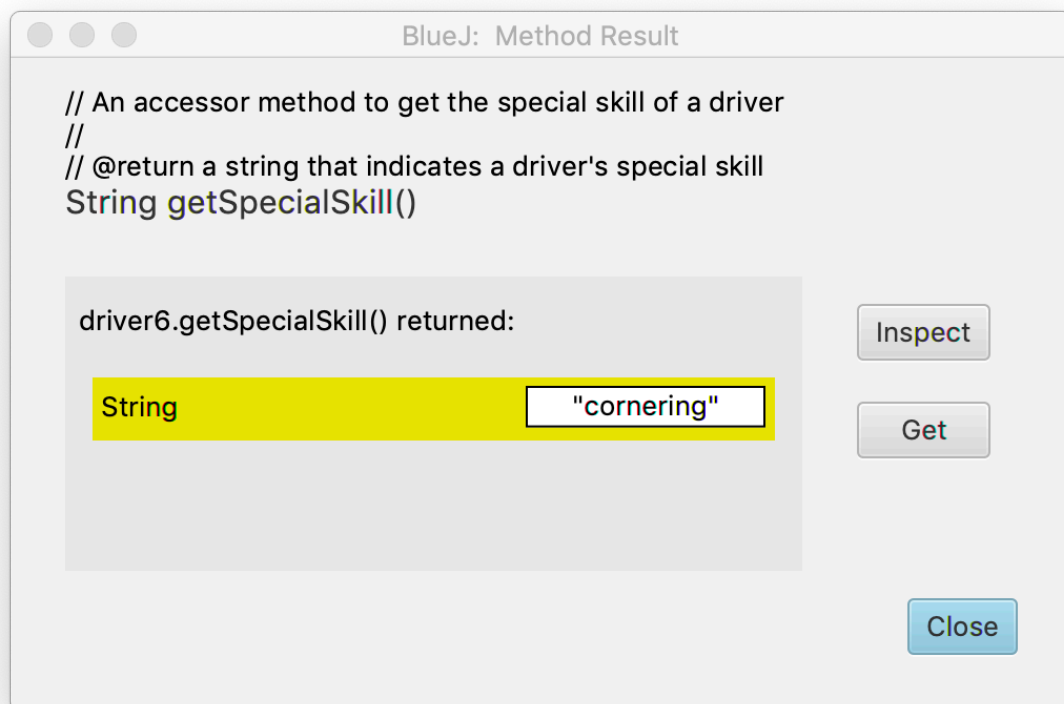 BlueJ:  Method Result
// An accessor method to get the special skill of a driver
//
// @return a string that indicates a driver's special skill
String getSpecialSkill()
driver6.getSpecialSkill() returned:
Inspect
String "cornering"
Get
Close